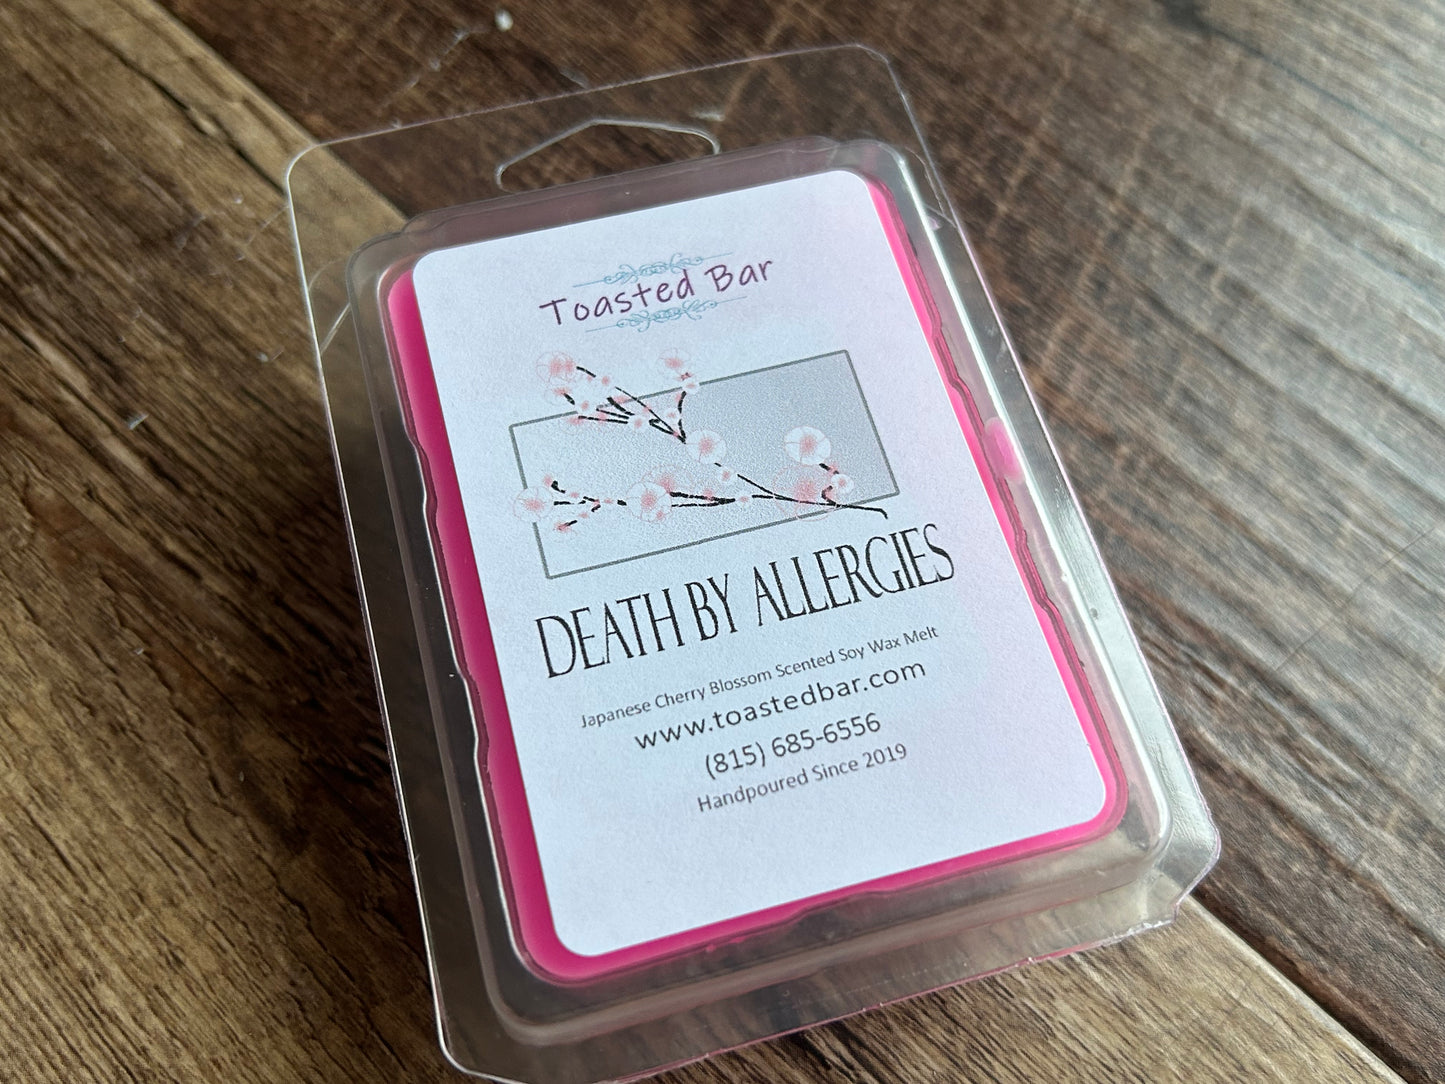 Toasted Bar
DEATH BY ALLERGIES
Japanese Cherry Blossom Scented Soy Wax Melt
www.toastedbar.com
(815) 685-6556
Handpoured Since 2019